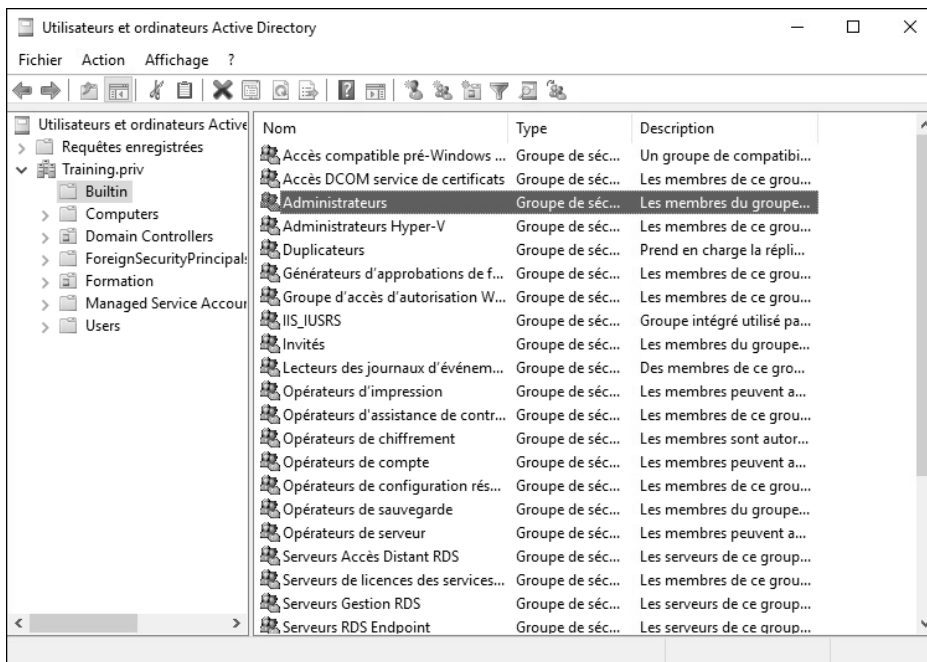 Utilisateurs et ordinateurs Active Directory
Fichier Action Affichage ?
Utilisateurs et ordinateurs Active
Requêtes enregistrées
Training.priv
Builtin
Computers
Domain Controllers
ForeignSecurityPrincipals
Formation
Managed Service Accoun
Users
Nom Type Description
Accès compatible pré-Windows ... Groupe de séc... Un groupe de compatibi...
Accès DCOM service de certificats Groupe de séc... Les membres de ce grou...
Administrateurs Groupe de séc... Les membres du groupe...
Administrateurs Hyper-V Groupe de séc... Les membres de ce grou...
Duplicateurs Groupe de séc... Prend en charge la répli...
Générateurs d'approbations de f... Groupe de séc... Les membres de ce grou...
Groupe d'accès d'autorisation W... Groupe de séc... Les membres de ce grou...
IIS_IUSRS Groupe de séc... Groupe intégré utilisé pa...
Invités Groupe de séc... Les membres du groupe...
Lecteurs des journaux d'événem... Groupe de séc... Des membres de ce gro...
Opérateurs d'impression Groupe de séc... Les membres peuvent a...
Opérateurs d'assistance de contr... Groupe de séc... Les membres de ce grou...
Opérateurs de chiffrement Groupe de séc... Les membres sont autor...
Opérateurs de compte Groupe de séc... Les membres peuvent a...
Opérateurs de configuration rés... Groupe de séc... Les membres de ce grou...
Opérateurs de sauvegarde Groupe de séc... Les membres du groupe...
Opérateurs de serveur Groupe de séc... Les membres peuvent a...
Serveurs Accès Distant RDS Groupe de séc... Les serveurs de ce group...
Serveurs de licences des services... Groupe de séc... Les membres de ce grou...
Serveurs Gestion RDS Groupe de séc... Les serveurs de ce group...
Serveurs RDS Endpoint Groupe de séc... Les serveurs de ce group...